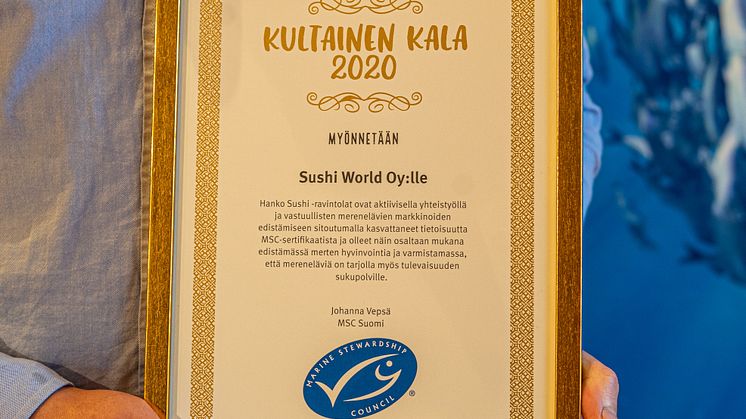 KULTAINEN KALA
2020
MYÖNNETÄÄN
Sushi World Oy:lle
Hanko Sushi -ravintolat ovat aktiivisella yhteistyöllä
ja vastuullisten merenelävien markkinoiden
edistämiseen sitoutumalla kasvattaneet tietoisuutta
MSC-sertifikaatista ja olleet näin osaltaan mukana
edistämässä merten hyvinvointia ja varmistamassa,
että mereneläviä on tarjolla myös tulevaisuuden
sukupolville.
Johanna Vepsä
MSC Suomi
MARINE STEWARDSHIP
COUNCIL
®